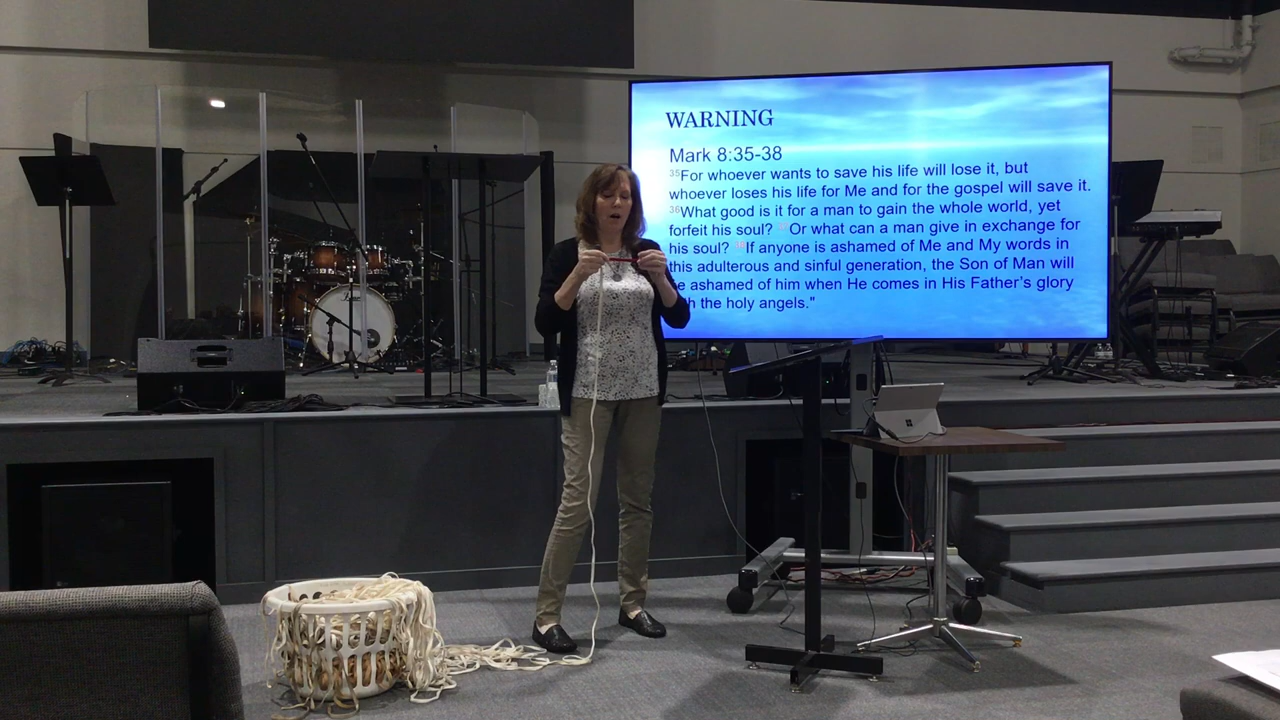 WARNING
Mark 8:35-38
35For whoever wants to save his life will lose it, but
whoever loses his life for Me and for the gospel will save it.
36What good is it for a man to gain the whole world, yet
forfeit his soul? Or what can a man give in exchange for
his soul? If anyone is ashamed of Me and My words in
this adulterous and sinful generation, the Son of Man will
ashamed of him when He comes in His Father's glory
the holy angels."